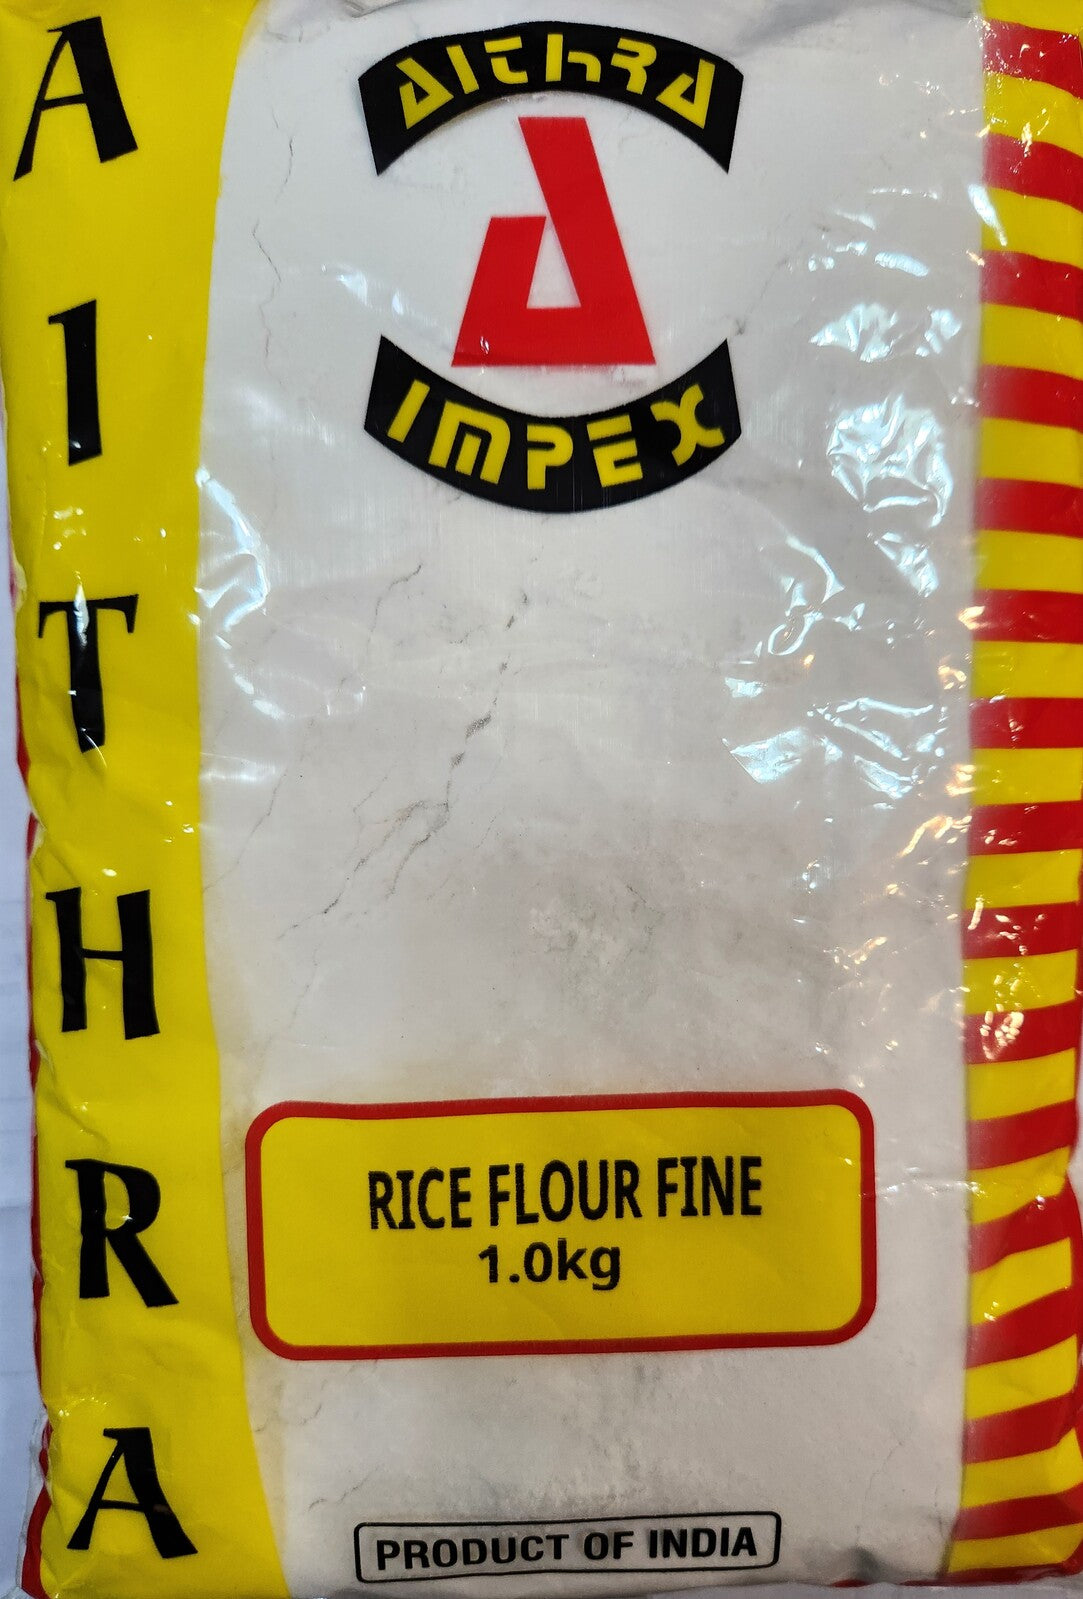 AITHRA
AITHRA
IMPEX
RICE FLOUR FINE
1.0kg
PRODUCT OF INDIA